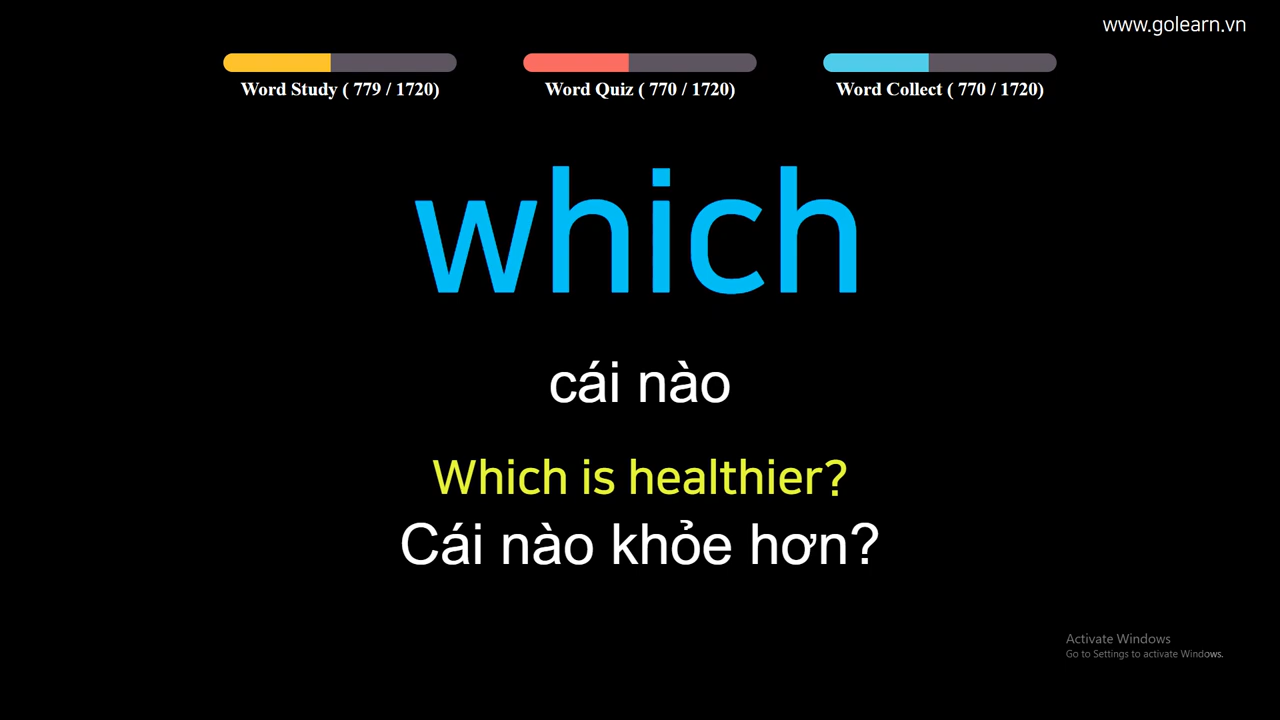 www.golearn.vn
Word Study ( 779 / 1720)
Word Quiz ( 770 / 1720)
Word Collect ( 770 / 1720)
which
cái nào
Which is healthier?
Cái nào khỏe hơn?
Activate Windows
Go to Settings to activate Windows.